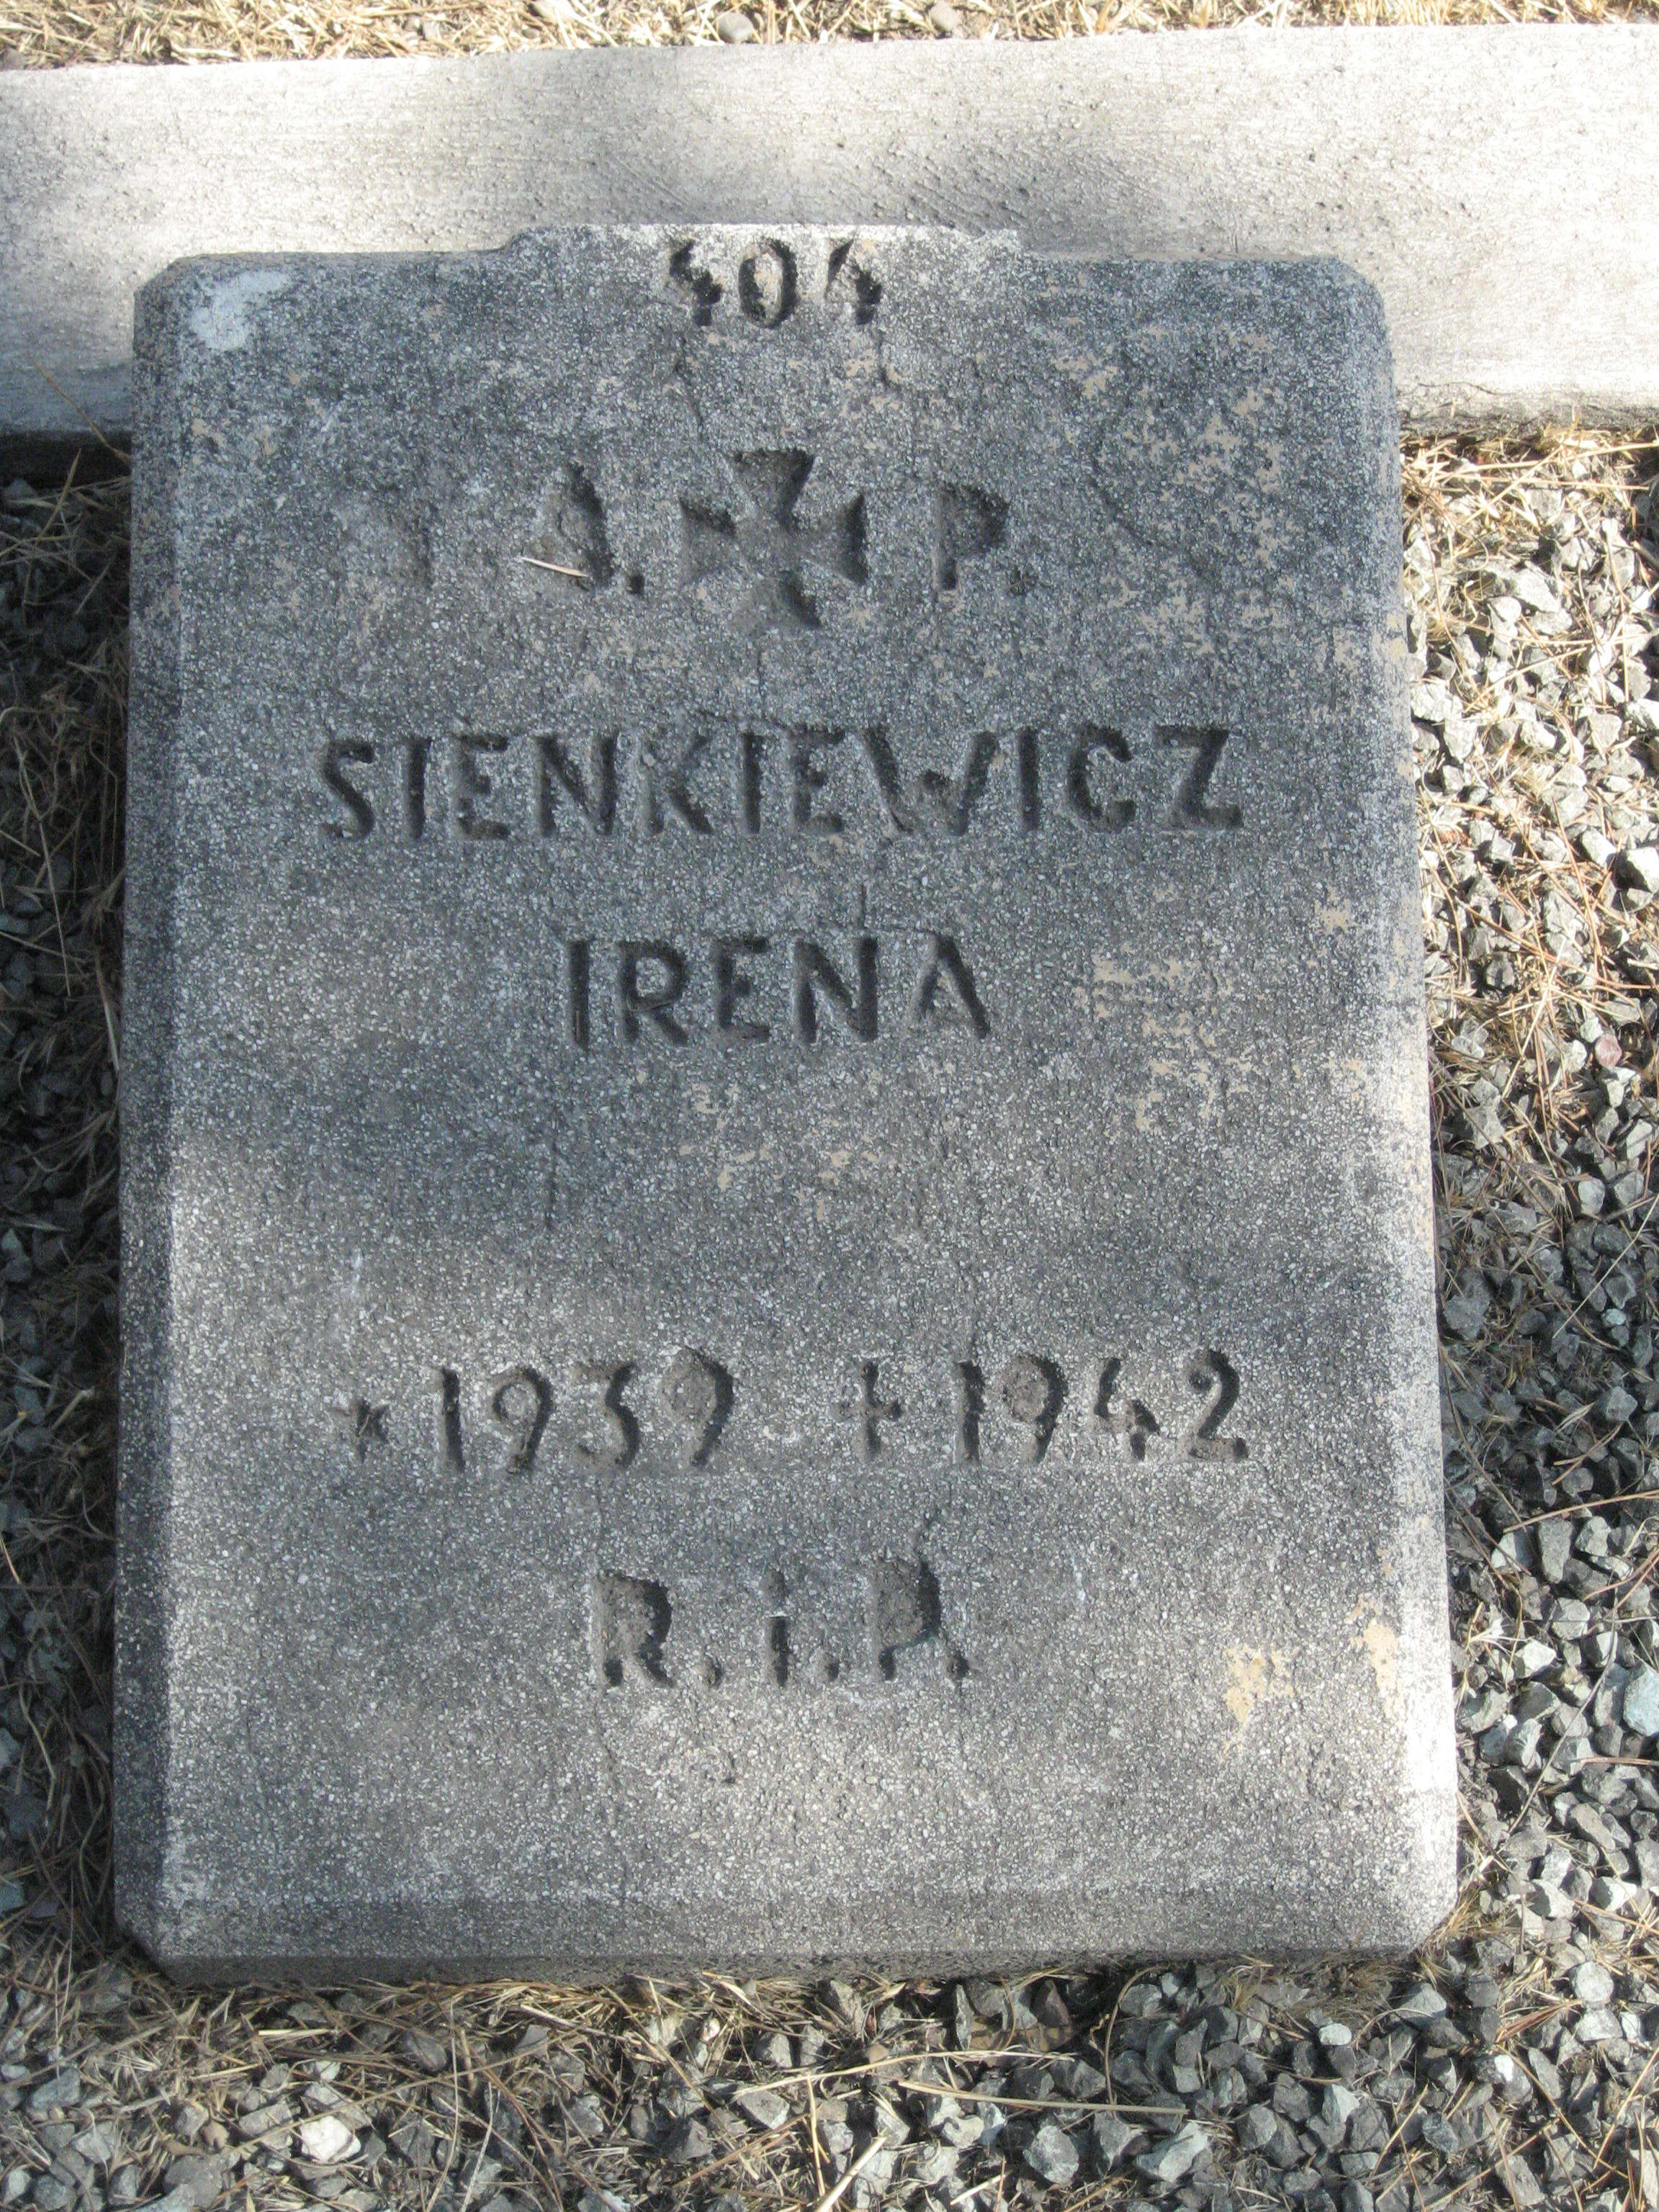 404
A. ✠ P.
SIENKIEWICZ
IRENA
* 1939 + 1942
R.i.P.